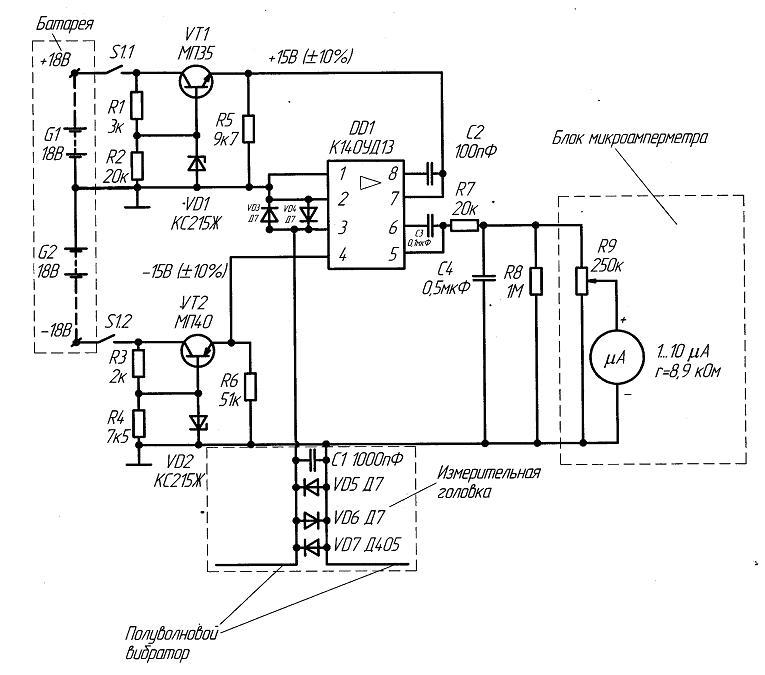 Батарея
+18В
S1.1
VT1
МП35
+15В (±10%)
R1
3к
R5
9к7
G1
18В
R2
20к
VD1
КС215Ж
DD1
К140УД13
1
2
3
4
8
7
6
5
C2
100пФ
VD3
Д7
VD4
Д7
C3
0,1мкФ
R7
20к
Блок микроамперметра
G2
18В
−15В (±10%)
C4
0,5мкФ
R8
1М
R9
250к
−18В
S1.2
VT2
МП40
R3
2к
R6
51к
R4
7к5
VD2
КС215Ж
+
μА
−
1...10 μА
r=8,9 кОм
C1 1000пФ
VD5 Д7
VD6 Д7
VD7 Д405
Измерительная
головка
Полуволновой
вибратор